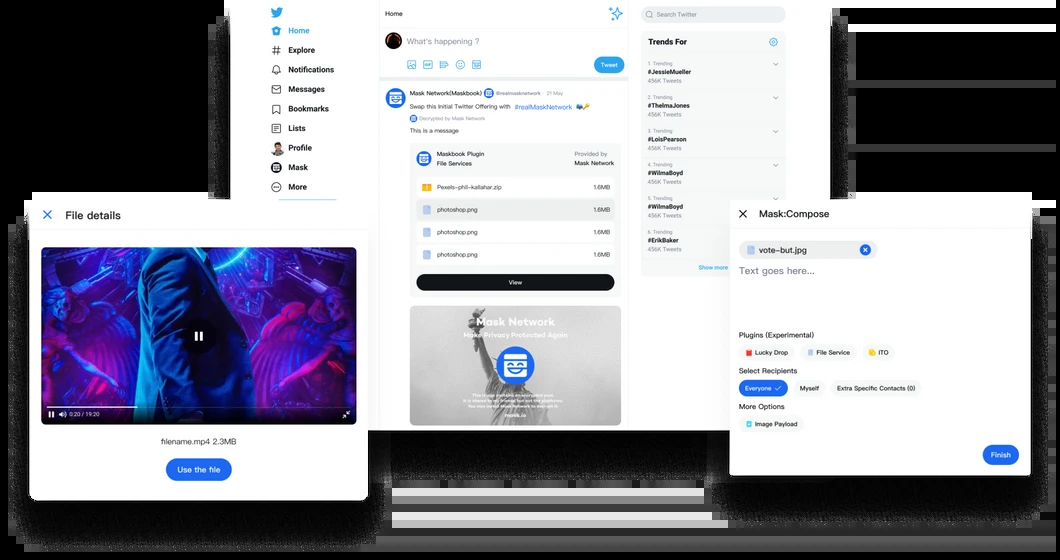 Home
Explore
Notifications
Messages
Bookmarks
Lists
Profile
Mask
More
Home
What's happening ?
GIF
Tweet
Mask Network(Maskbook) @realmasknetwork · 21 May
Swap this Initial Twitter Offering with #realMaskNetwork
Decrypted by Mask Network
This is a message
Maskbook Plugin
File Services
Provided by
Mask Network
Pexels-phil-kallahar.zip 1.6MB
photoshop.png 1.6MB
photoshop.png 1.6MB
photoshop.png 1.6MB
View
Mask Network
Make Privacy Protected Again
mask.io
Search Twitter
Trends For
1. Trending
#JessieMueller
456K Tweets
2. Trending
#ThelmaJones
456K Tweets
3. Trending
#LoisPearson
456K Tweets
4. Trending
#WilmaBoyd
456K Tweets
5. Trending
#WilmaBoyd
456K Tweets
6. Trending
#ErikBaker
456K Tweets
Show more
File details
0:20 / 19:20
filename.mp4 2.3MB
Use the file
Mask:Compose
vote-but.jpg
Text goes here...
Plugins (Experimental)
Lucky Drop
File Service
ITO
Select Recipients
Everyone
Myself
Extra Specific Contacts (0)
More Options
Image Payload
Finish